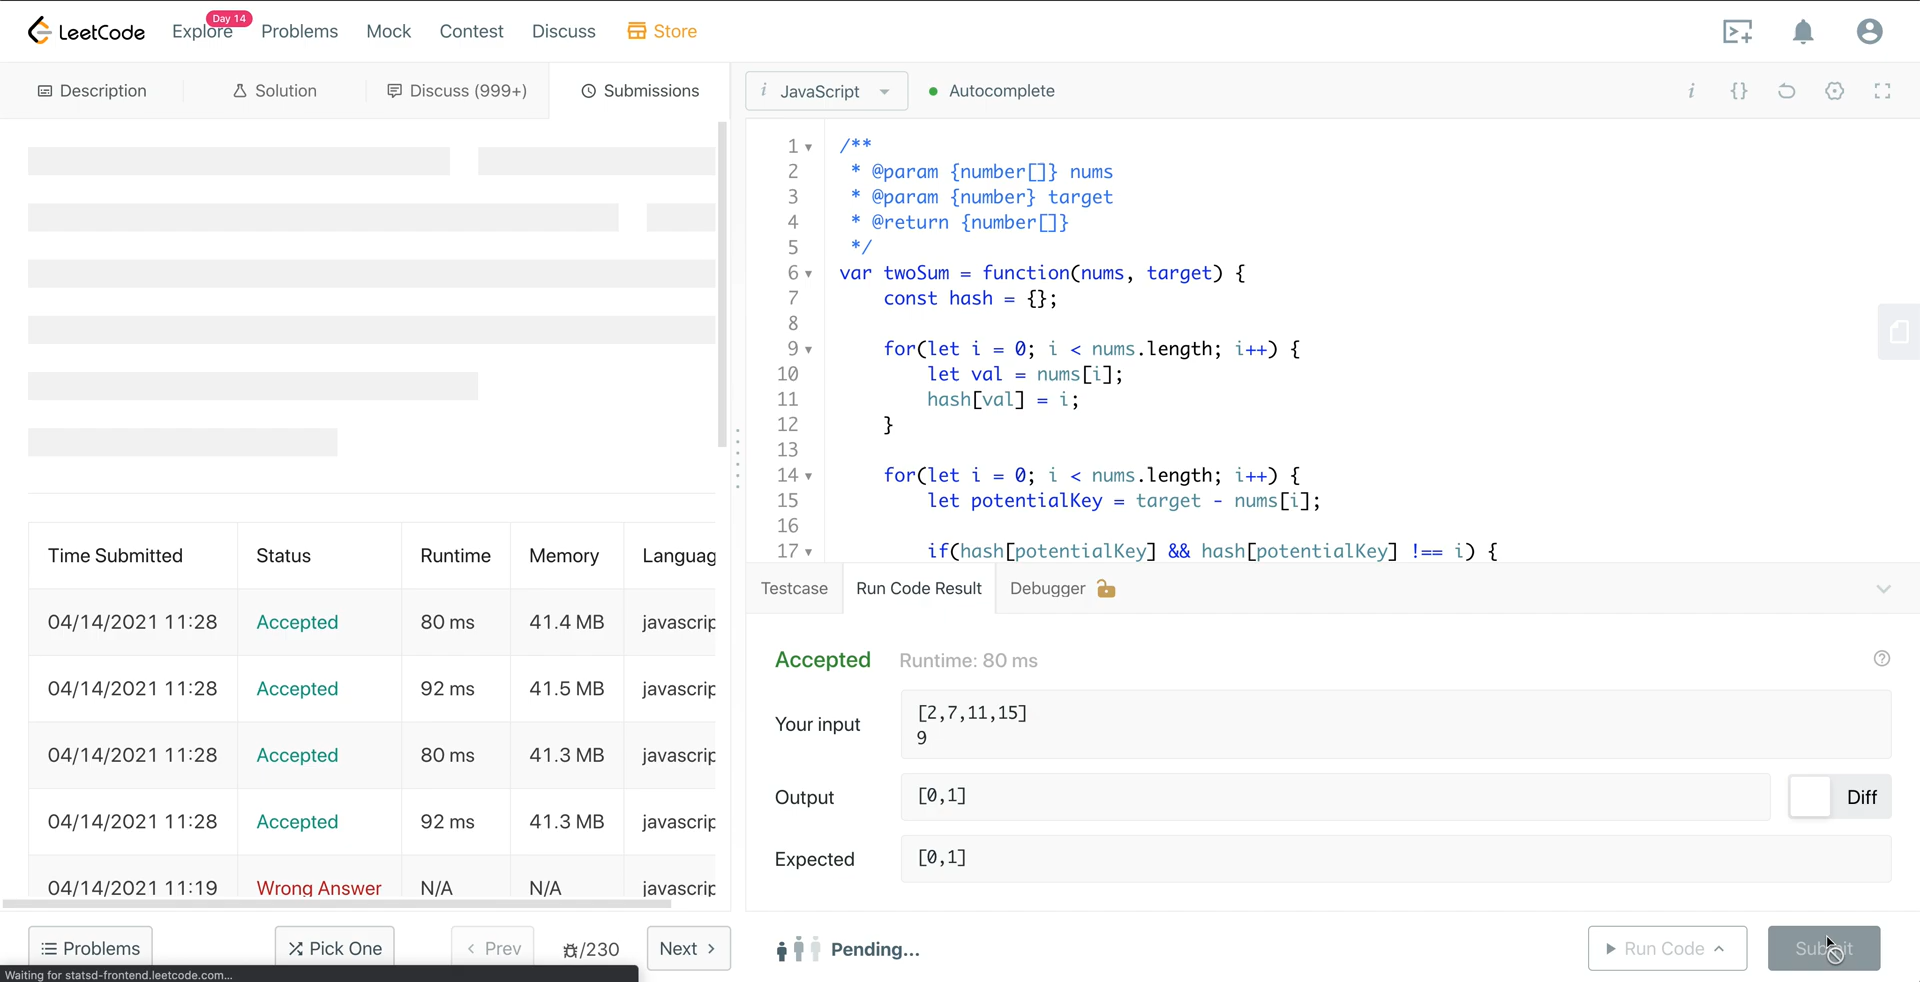 LeetCode
Explore
Day 14
Problems
Mock
Contest
Discuss
Store
Description
Solution
Discuss (999+)
Submissions
i JavaScript
Autocomplete
i {}
1 /**
2 * @param {number[]} nums
3 * @param {number} target
4 * @return {number[]}
5 */
6 var twoSum = function(nums, target) {
7 const hash = {};
8
9 for(let i = 0; i < nums.length; i++) {
10 let val = nums[i];
11 hash[val] = i;
12 }
13
14 for(let i = 0; i < nums.length; i++) {
15 let potentialKey = target - nums[i];
16
17 if(hash[potentialKey] && hash[potentialKey] !== i) {
Time Submitted Status Runtime Memory Languag
04/14/2021 11:28 Accepted 80 ms 41.4 MB javascrip
04/14/2021 11:28 Accepted 92 ms 41.5 MB javascrip
04/14/2021 11:28 Accepted 80 ms 41.3 MB javascrip
04/14/2021 11:28 Accepted 92 ms 41.3 MB javascrip
04/14/2021 11:19 Wrong Answer N/A N/A javascrip
Testcase
Run Code Result
Debugger
Accepted Runtime: 80 ms
Your input
[2,7,11,15]
9
Output
[0,1]
Diff
Expected
[0,1]
Problems
Pick One
Prev
/230
Next
Pending...
Run Code
Submit
Waiting for statsd-frontend.leetcode.com...